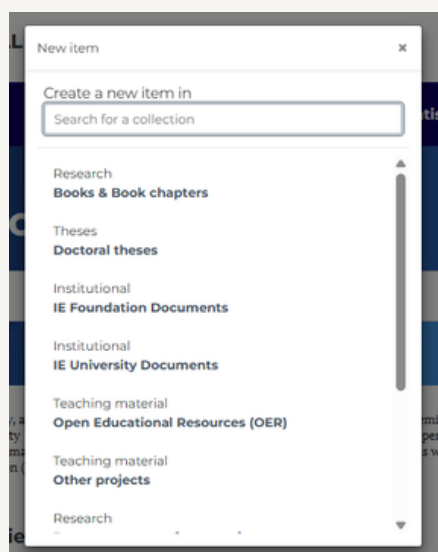 New item
×
Create a new item in
Search for a collection
Research
Books & Book chapters
Theses
Doctoral theses
Institutional
IE Foundation Documents
Institutional
IE University Documents
Teaching material
Open Educational Resources (OER)
Teaching material
Other projects
Research